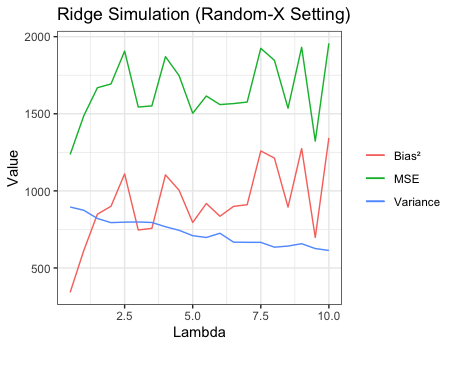 Ridge Simulation (Random-X Setting)
2000
1500
1000
500
Value
2.5 5.0 7.5 10.0
Lambda
Bias²
MSE
Variance